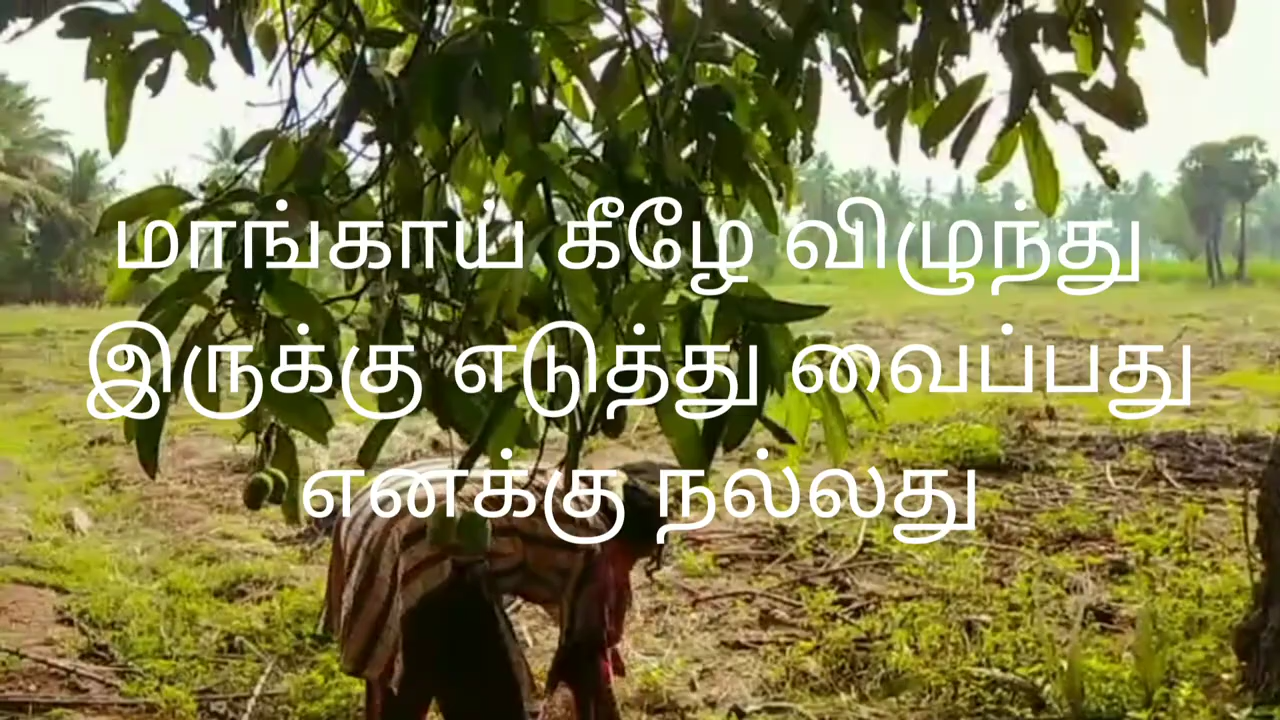 மாங்காய் கீழே விழுந்து
இருக்கு எடுத்து வைப்பது
எனக்கு நல்லது